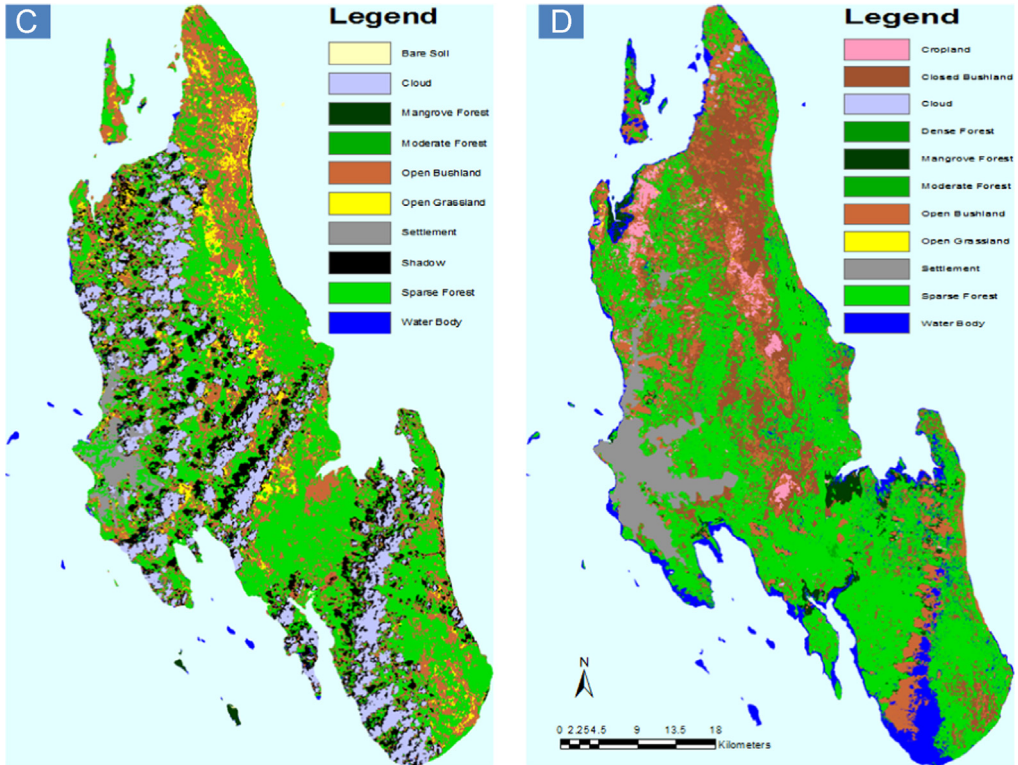 C
Legend
Bare Soil
Cloud
Mangrove Forest
Moderate Forest
Open Bushland
Open Grassland
Settlement
Shadow
Sparse Forest
Water Body
D
Legend
Cropland
Closed Bushland
Cloud
Dense Forest
Mangrove Forest
Moderate Forest
Open Bushland
Open Grassland
Settlement
Sparse Forest
Water Body
N
0 2.25 4.5 9 13.5 18
Kilometers